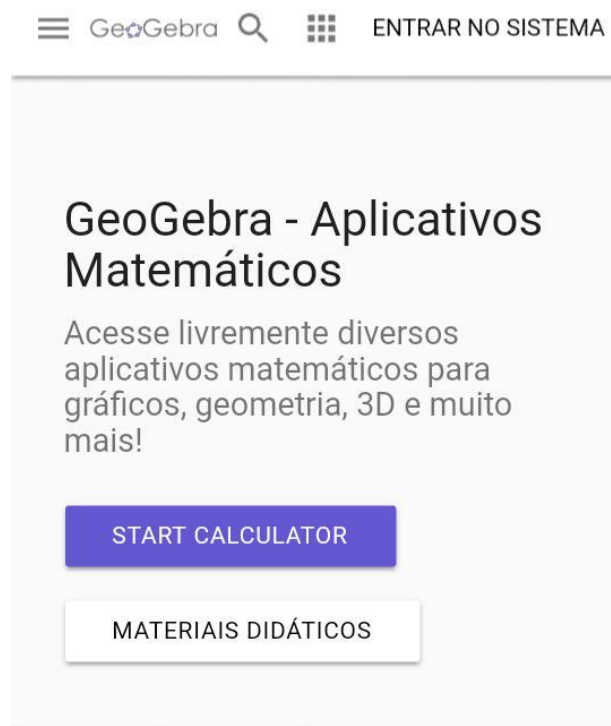 GeoGebra ENTRAR NO SISTEMA
GeoGebra - Aplicativos
Matemáticos
Acesse livremente diversos
aplicativos matemáticos para
gráficos, geometria, 3D e muito
mais!
START CALCULATOR
MATERIAIS DIDÁTICOS